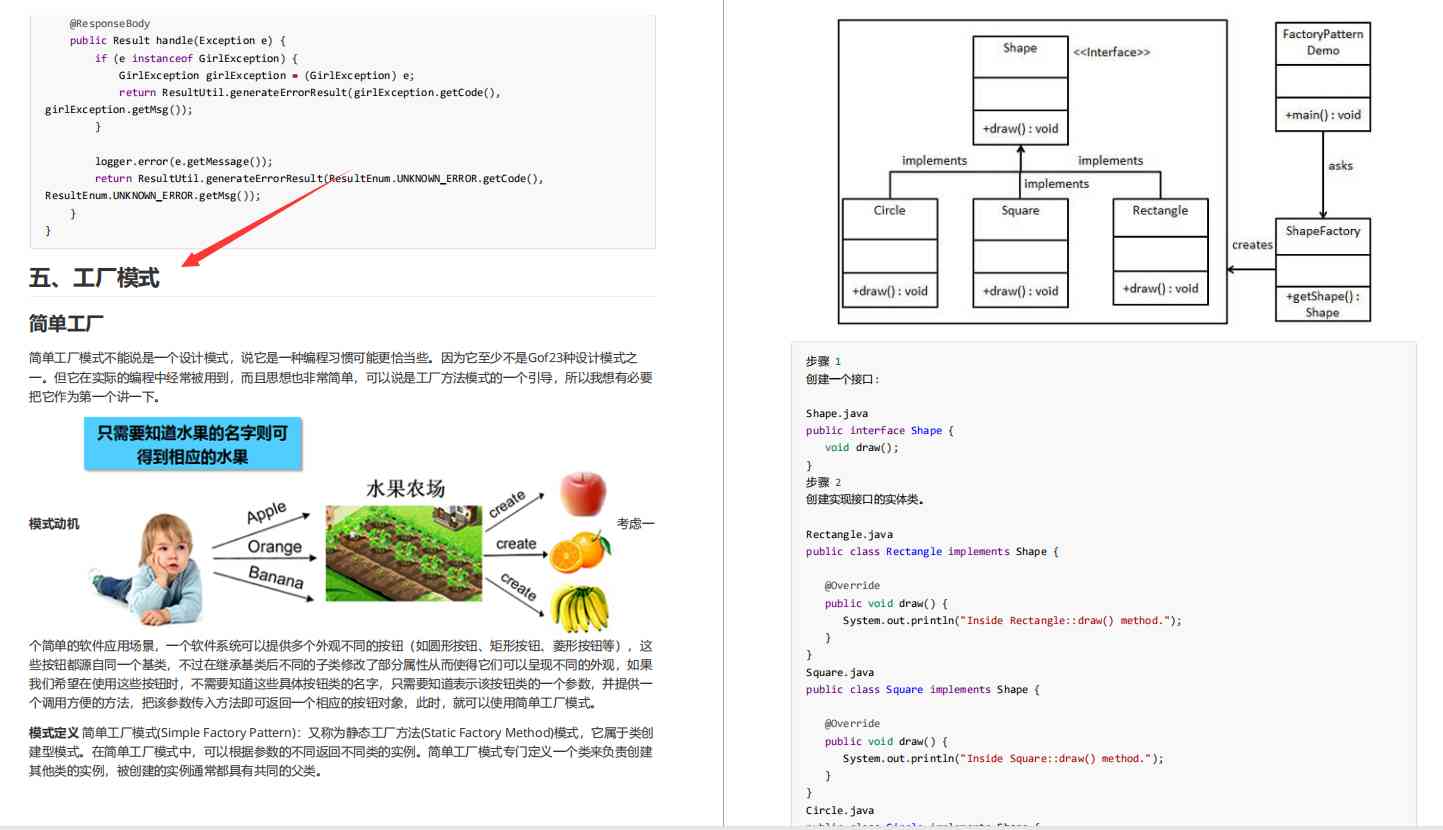 @ResponseBody
public Result handle(Exception e) {
if (e instanceof GirlException) {
GirlException girlException = (GirlException) e;
return ResultUtil.generateErrorResult(girlException.getCode(),
girlException.getMsg());
}
logger.error(e.getMessage());
return ResultUtil.generateErrorResult(ResultEnum.UNKNOWN_ERROR.getCode(),
ResultEnum.UNKNOWN_ERROR.getMsg());
}
}
五、工厂模式
简单工厂
简单工厂模式不能说是一个设计模式，说它是一种编程习惯可能更恰当些。因为它至少不是Gof23种设计模式之
一。但它在实际的编程中经常被用到，而且思想也非常简单，可以说是工厂方法模式的一个引导，所以我想有必要
把它作为第一个讲一下。
只需要知道水果的名字则可
得到相应的水果
水果农场
模式动机
Apple
Orange
Banana
create
create
create
考虑一
个简单的软件应用场景，一个软件系统可以提供多个外观不同的按钮（如圆形按钮、矩形按钮、菱形按钮等），这
些按钮都源自同一个基类，不过在继承基类后不同的子类修改了部分属性从而使得它们可以呈现不同的外观，如果
我们希望在使用这些按钮时，不需要知道这些具体按钮类的名字，只需要知道表示该按钮类的一个参数，并提供一
个调用方便的方法，把该参数传入方法即可返回一个相应的按钮对象，此时，就可以使用简单工厂模式。
模式定义 简单工厂模式(Simple Factory Pattern)：又称为静态工厂方法(Static Factory Method)模式，它属于类创
建型模式。在简单工厂模式中，可以根据参数的不同返回不同类的实例。简单工厂模式专门定义一个类来负责创建
其他类的实例，被创建的实例通常都具有共同的父类。
Shape
<<Interface>>
+draw() : void
FactoryPattern
Demo
+main() : void
implements
implements
implements
asks
Circle
+draw() : void
Square
+draw() : void
Rectangle
+draw() : void
creates
ShapeFactory
+getShape() :
Shape
步骤 1
创建一个接口：
Shape.java
public interface Shape {
void draw();
}
步骤 2
创建实现接口的实体类。
Rectangle.java
public class Rectangle implements Shape {
@Override
public void draw() {
System.out.println("Inside Rectangle::draw() method.");
}
}
Square.java
public class Square implements Shape {
@Override
public void draw() {
System.out.println("Inside Square::draw() method.");
}
}
Circle.java
public class Circle implements Shape {